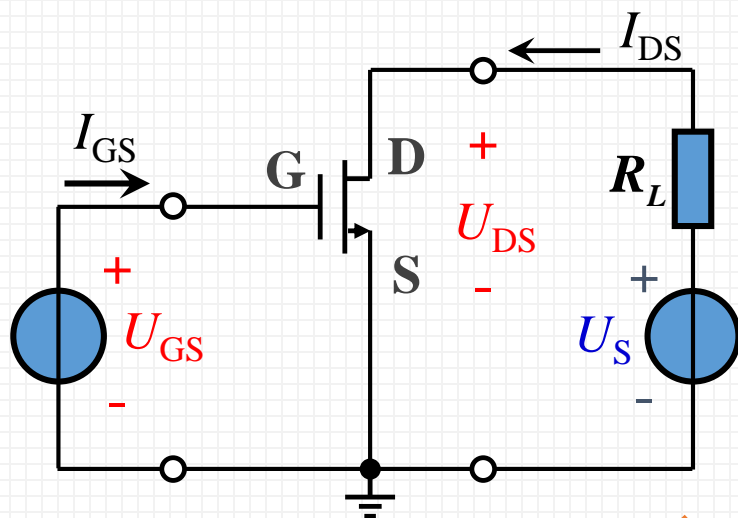 I_DS
I_GS
G
D
+
R_L
U_DS
S
-
+
U_GS
-
+
U_S
-